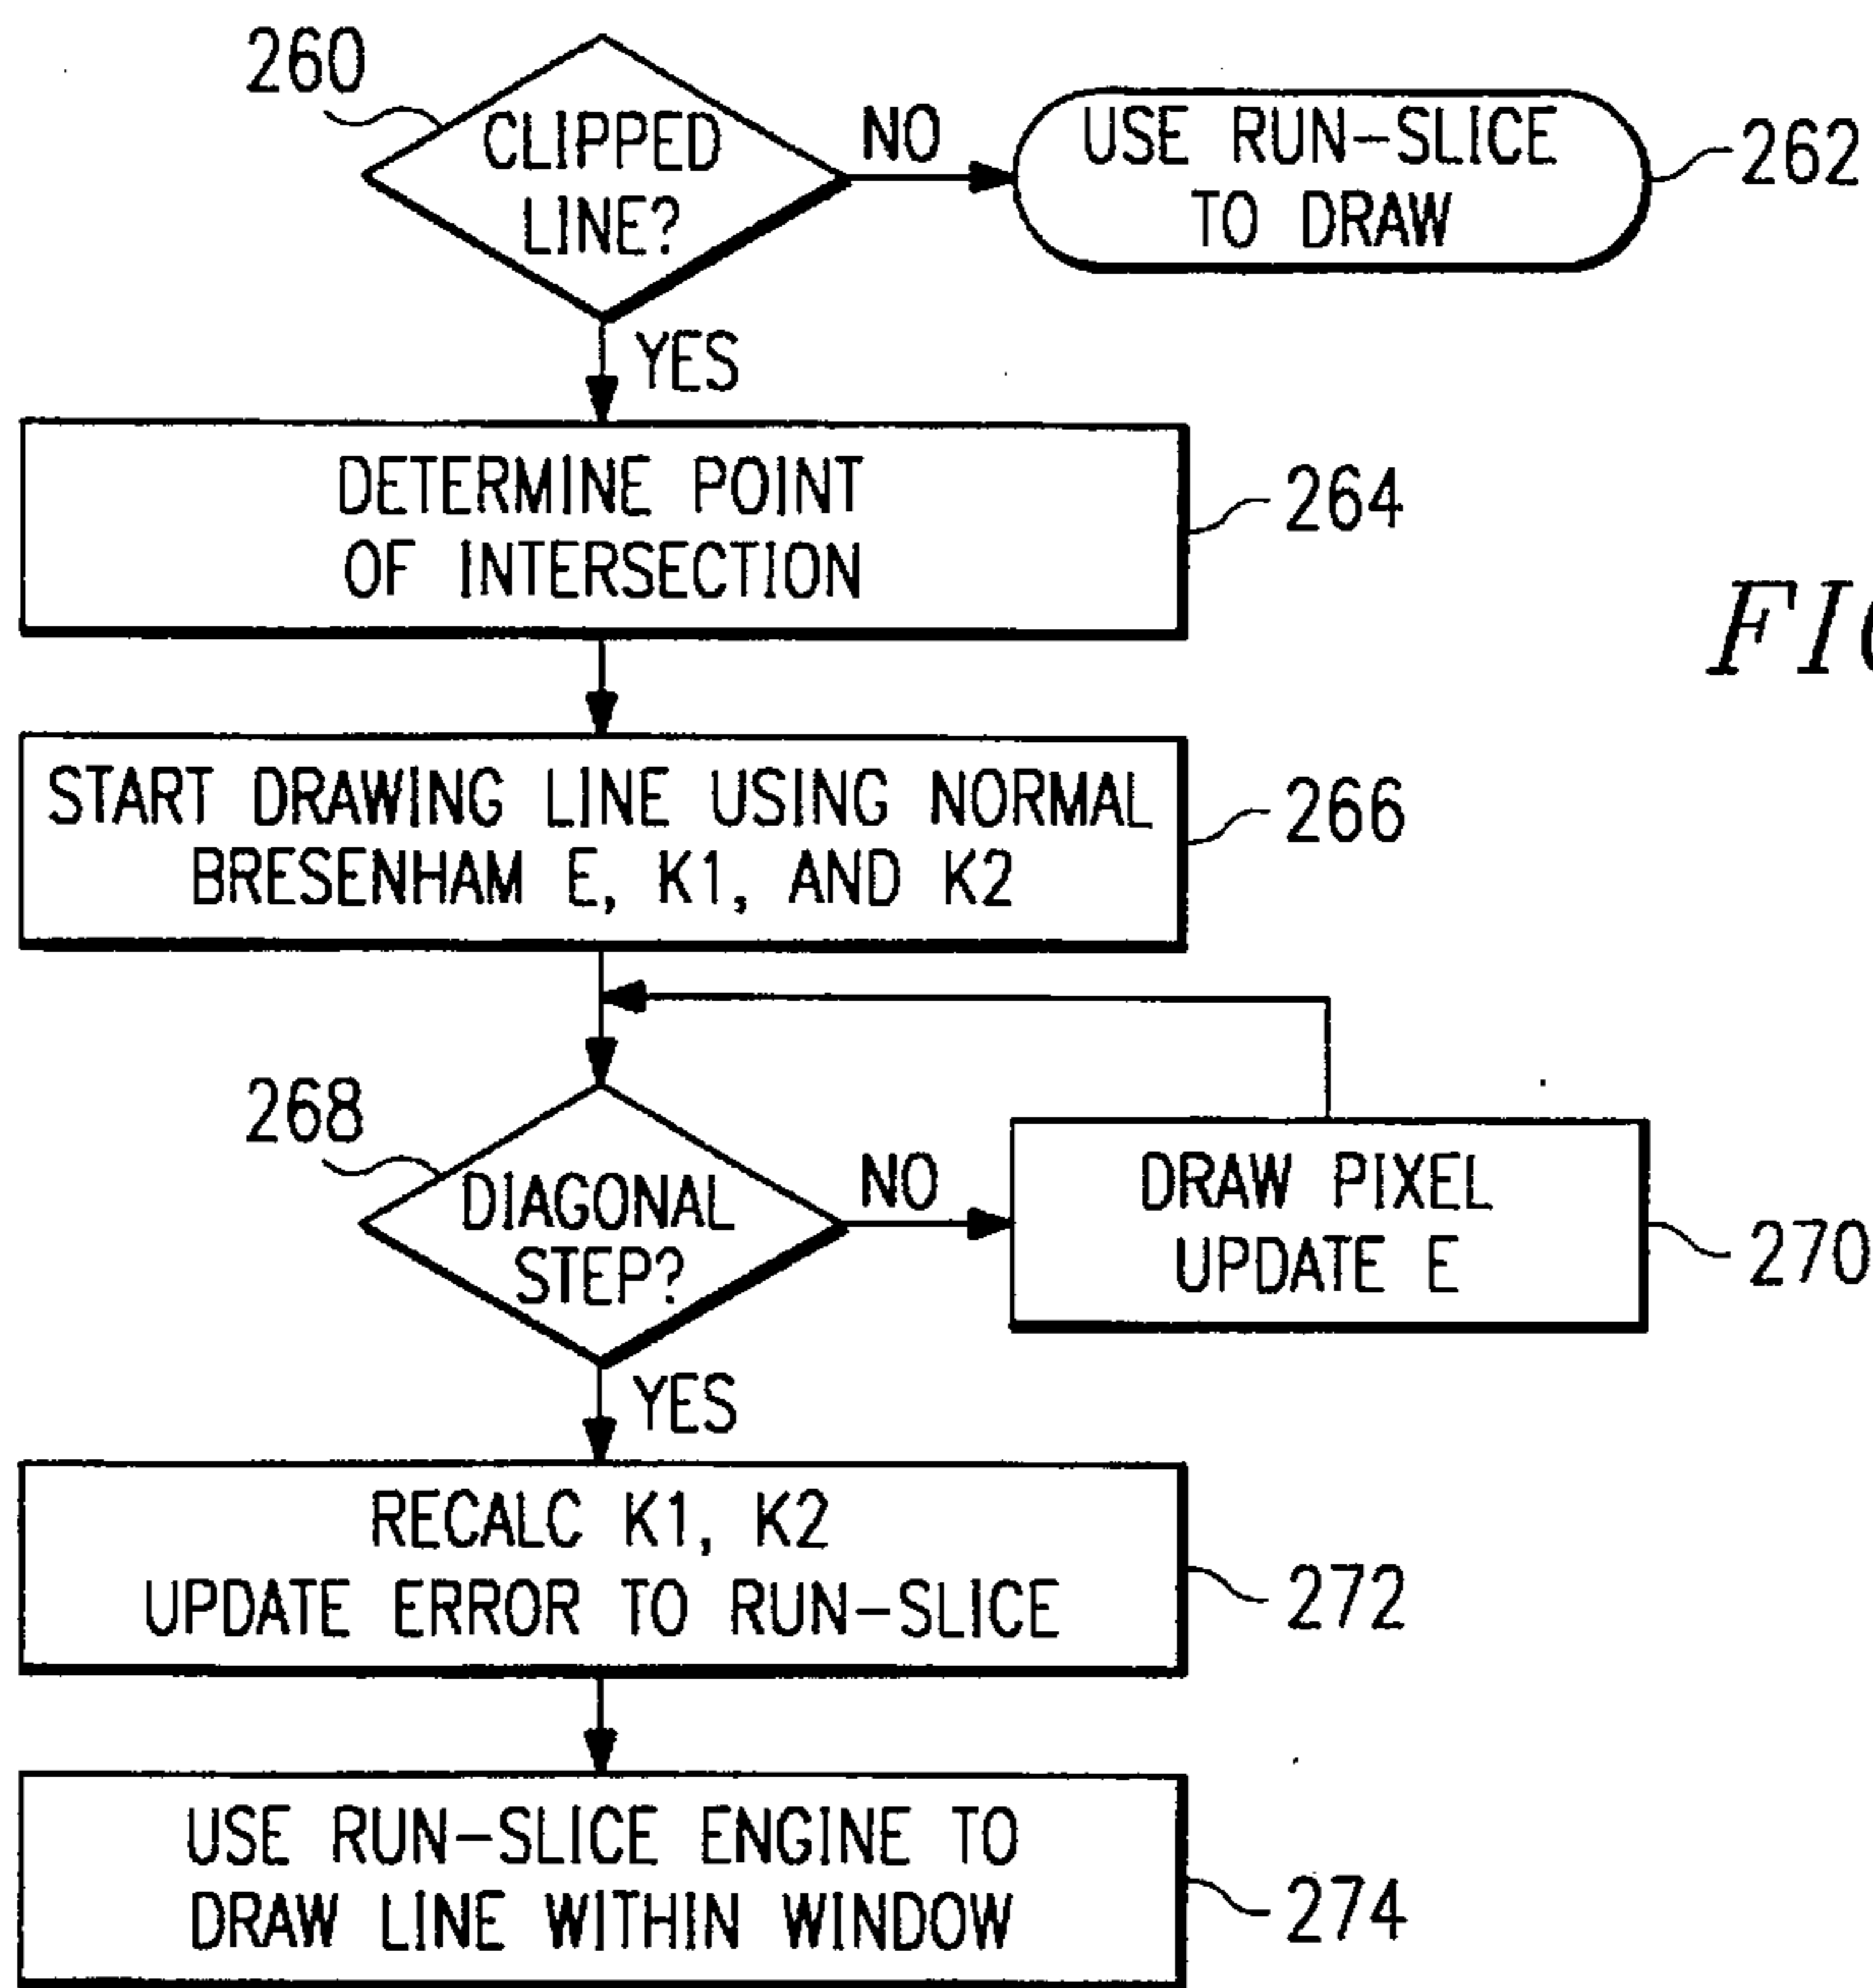 260
CLIPPED
LINE?
NO
USE RUN-SLICE
TO DRAW
262
YES
DETERMINE POINT
OF INTERSECTION
264
START DRAWING LINE USING NORMAL
BRESENHAM E, K1, AND K2
266
268
DIAGONAL
STEP?
NO
DRAW PIXEL
UPDATE E
270
YES
RECALC K1, K2
UPDATE ERROR TO RUN-SLICE
272
USE RUN-SLICE ENGINE TO
DRAW LINE WITHIN WINDOW
274